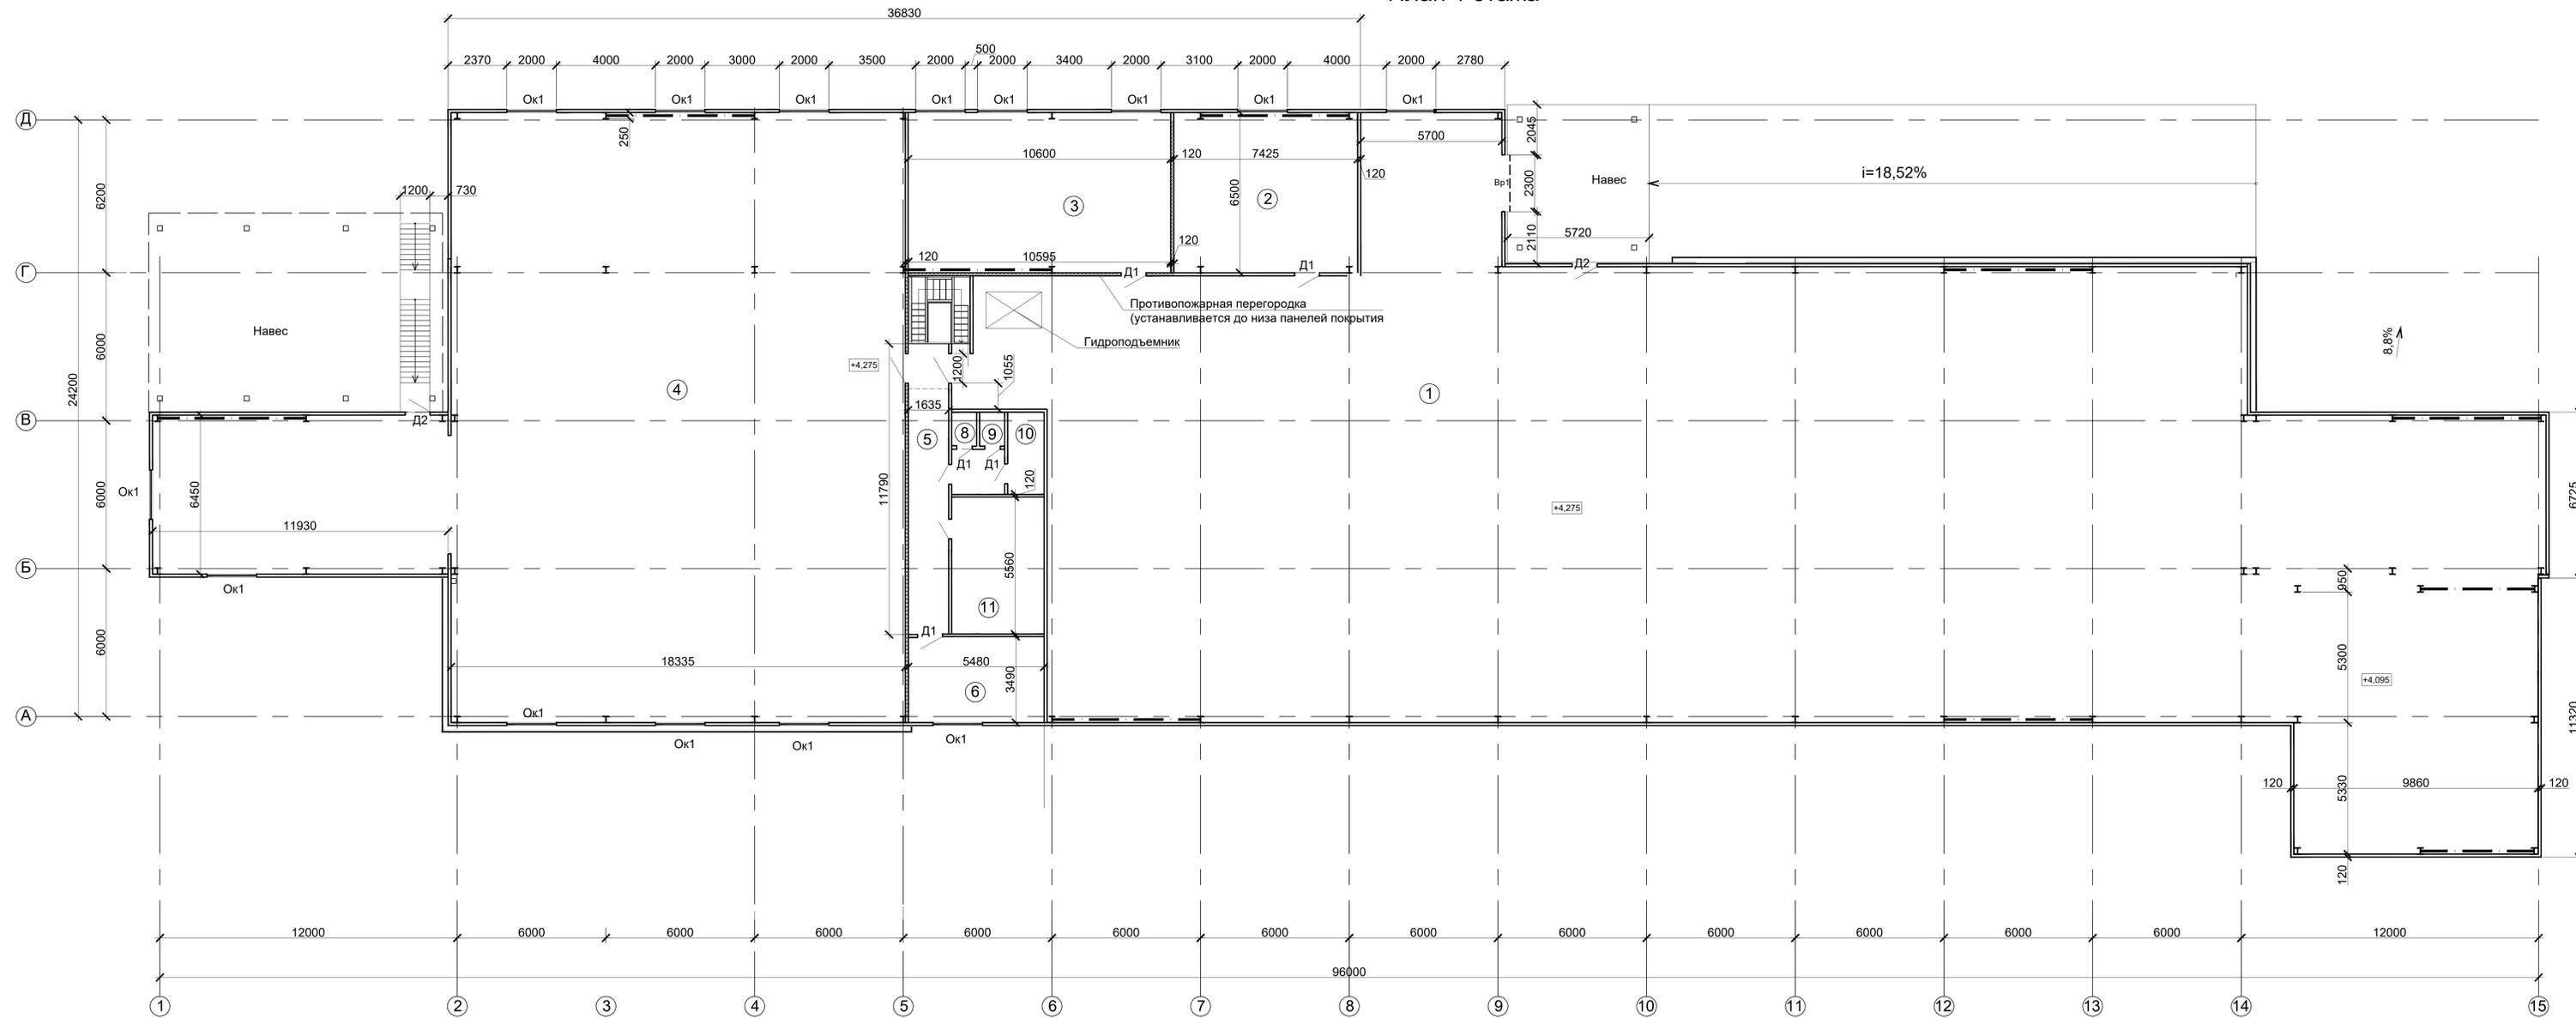 36830
500
2370 2000 4000 2000 3000 2000 3500 2000 2000 3400 2000 3100 2000 4000 2000 2780
Ок1 Ок1 Ок1 Ок1 Ок1 Ок1 Ок1 Ок1
Д
250
2045
5700
10600 120 7425
120
i=18,52%
Вр1
2300
Навес
6200
1200 730
6500
2
3
5720
2110
120
120 10595
Г
Д1 Д1 Д2
Противопожарная перегородка
(устанавливается до низа панелей покрытия
Гидроподъемник
Навес
6000
8,8%
+4,275
1200
1055
24200
4
1
1635
В
Д2
5 8 9 10
Д1 Д1
120
Ок1
6450
6000
11790
+4,275
6725
11930
5560
Б
Ок1
950
11
Д1
6000
18335 5480
3490
5300
+4,095
6
А
Ок1
Ок1 Ок1 Ок1
11320
120 9860 120
5330
120
12000 6000 6000 6000 6000 6000 6000 6000 6000 6000 6000 6000 6000 12000
96000
1 2 3 4 5 6 7 8 9 10 11 12 13 14 15